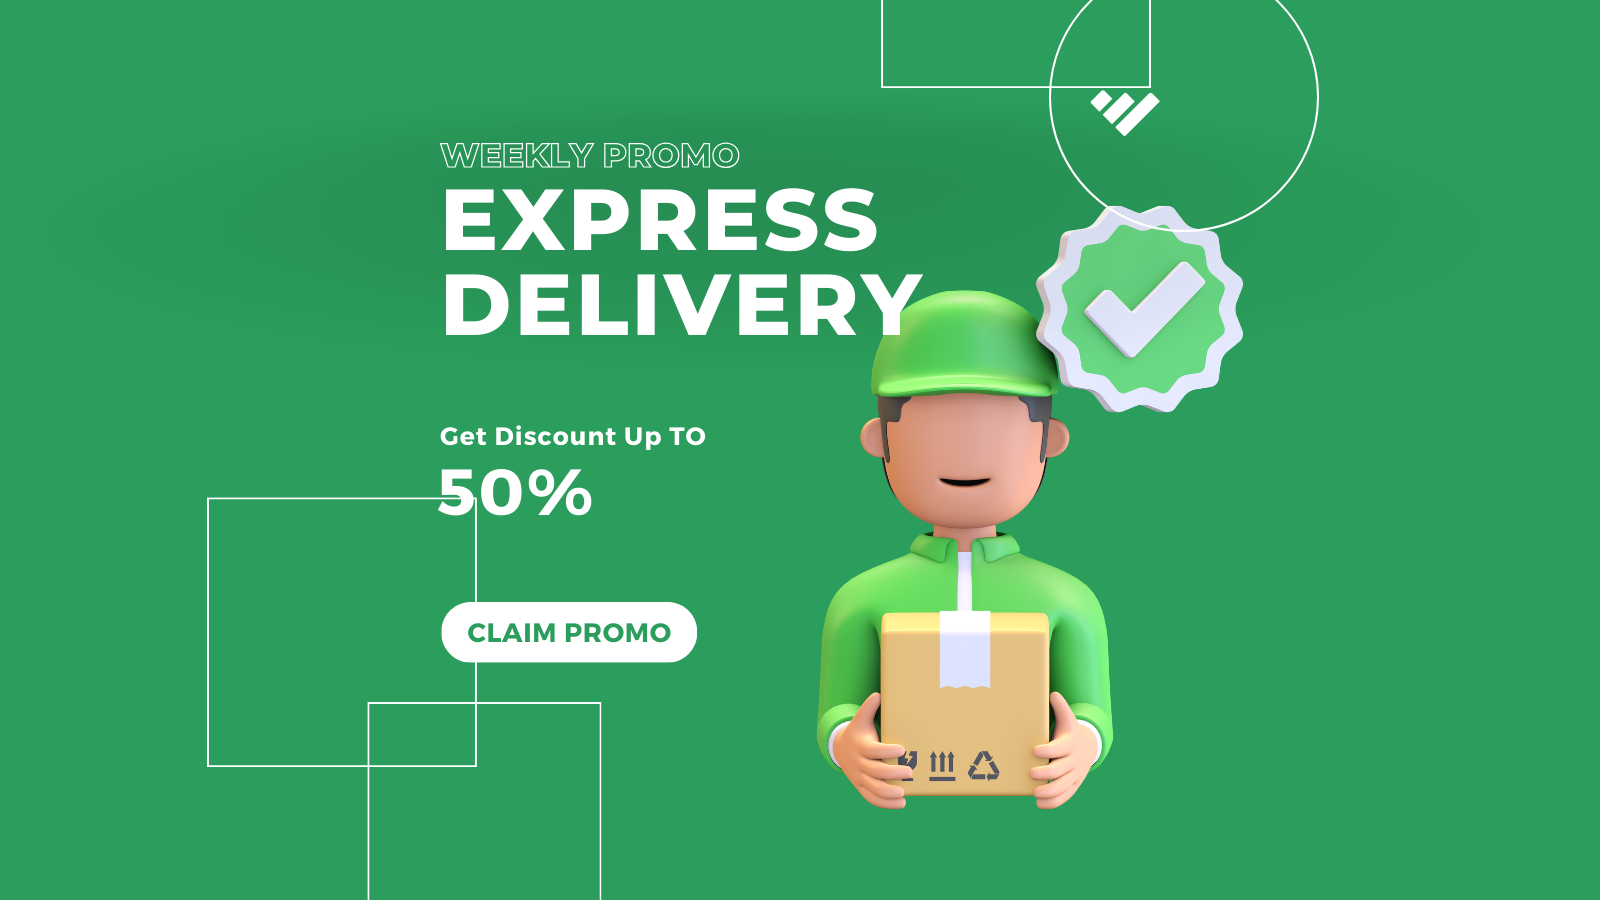 WEEKLY PROMO
EXPRESS
DELIVERY
Get Discount Up TO
50%
CLAIM PROMO